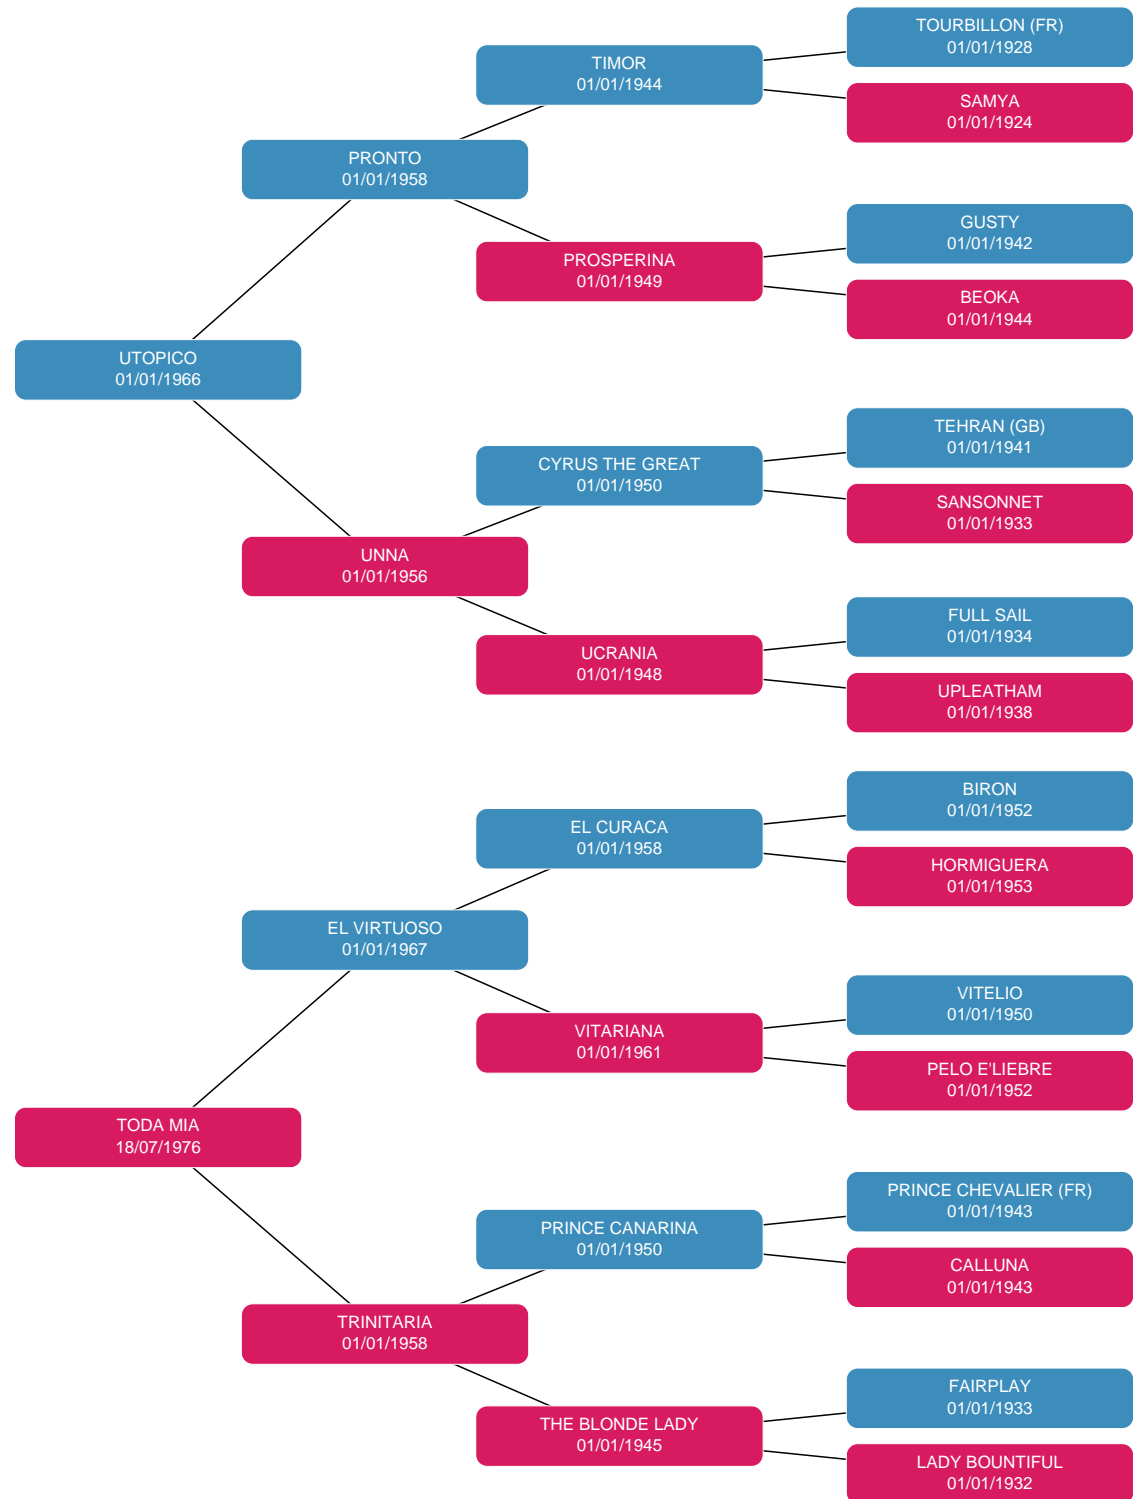 TOURBILLON (FR)
01/01/1928
TIMOR
01/01/1944
SAMYA
01/01/1924
PRONTO
01/01/1958
GUSTY
01/01/1942
PROSPERINA
01/01/1949
BEOKA
01/01/1944
UTOPICO
01/01/1966
TEHRAN (GB)
01/01/1941
CYRUS THE GREAT
01/01/1950
SANSONNET
01/01/1933
UNNA
01/01/1956
FULL SAIL
01/01/1934
UCRANIA
01/01/1948
UPLEATHAM
01/01/1938
BIRON
01/01/1952
EL CURACA
01/01/1958
HORMIGUERA
01/01/1953
EL VIRTUOSO
01/01/1967
VITELIO
01/01/1950
VITARIANA
01/01/1961
PELO E'LIEBRE
01/01/1952
TODA MIA
18/07/1976
PRINCE CHEVALIER (FR)
01/01/1943
PRINCE CANARINA
01/01/1950
CALLUNA
01/01/1943
TRINITARIA
01/01/1958
FAIRPLAY
01/01/1933
THE BLONDE LADY
01/01/1945
LADY BOUNTIFUL
01/01/1932